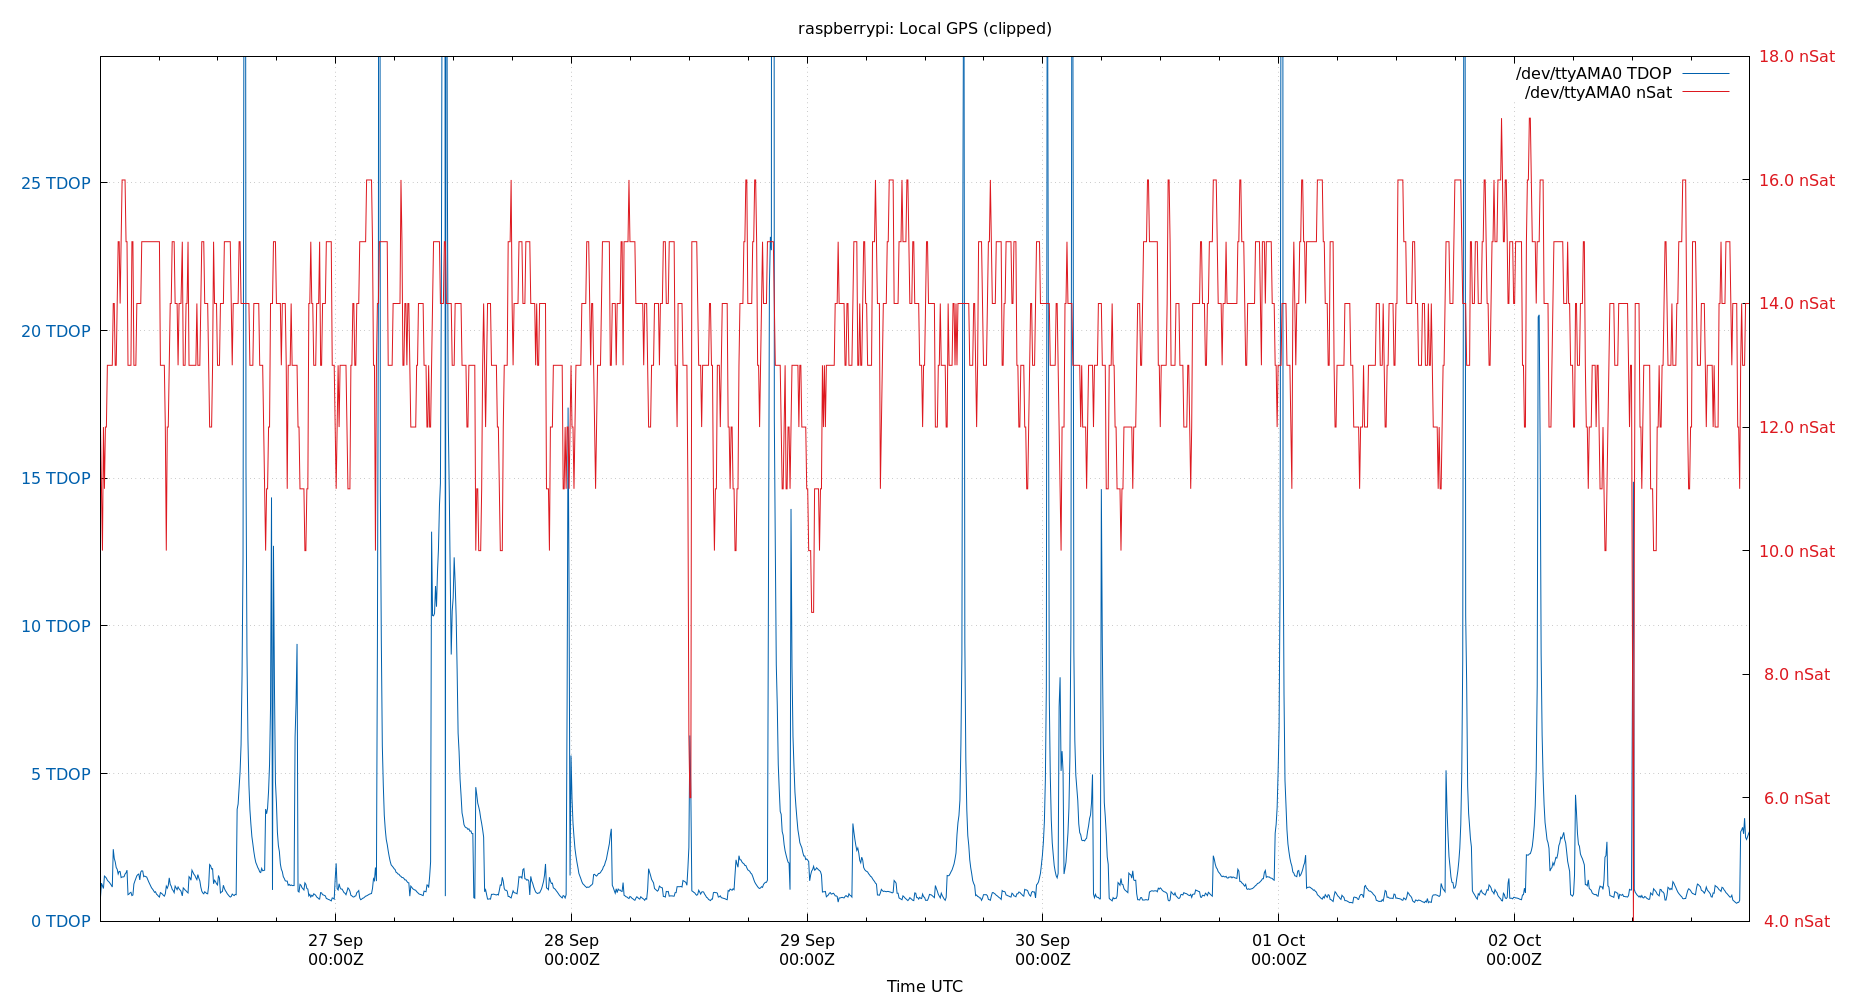 raspberrypi: Local GPS (clipped)
/dev/ttyAMA0 TDOP
/dev/ttyAMA0 nSat
25 TDOP
20 TDOP
15 TDOP
10 TDOP
5 TDOP
0 TDOP
18.0 nSat
16.0 nSat
14.0 nSat
12.0 nSat
10.0 nSat
8.0 nSat
6.0 nSat
4.0 nSat
27 Sep
00:00Z
28 Sep
00:00Z
29 Sep
00:00Z
30 Sep
00:00Z
01 Oct
00:00Z
02 Oct
00:00Z
Time UTC